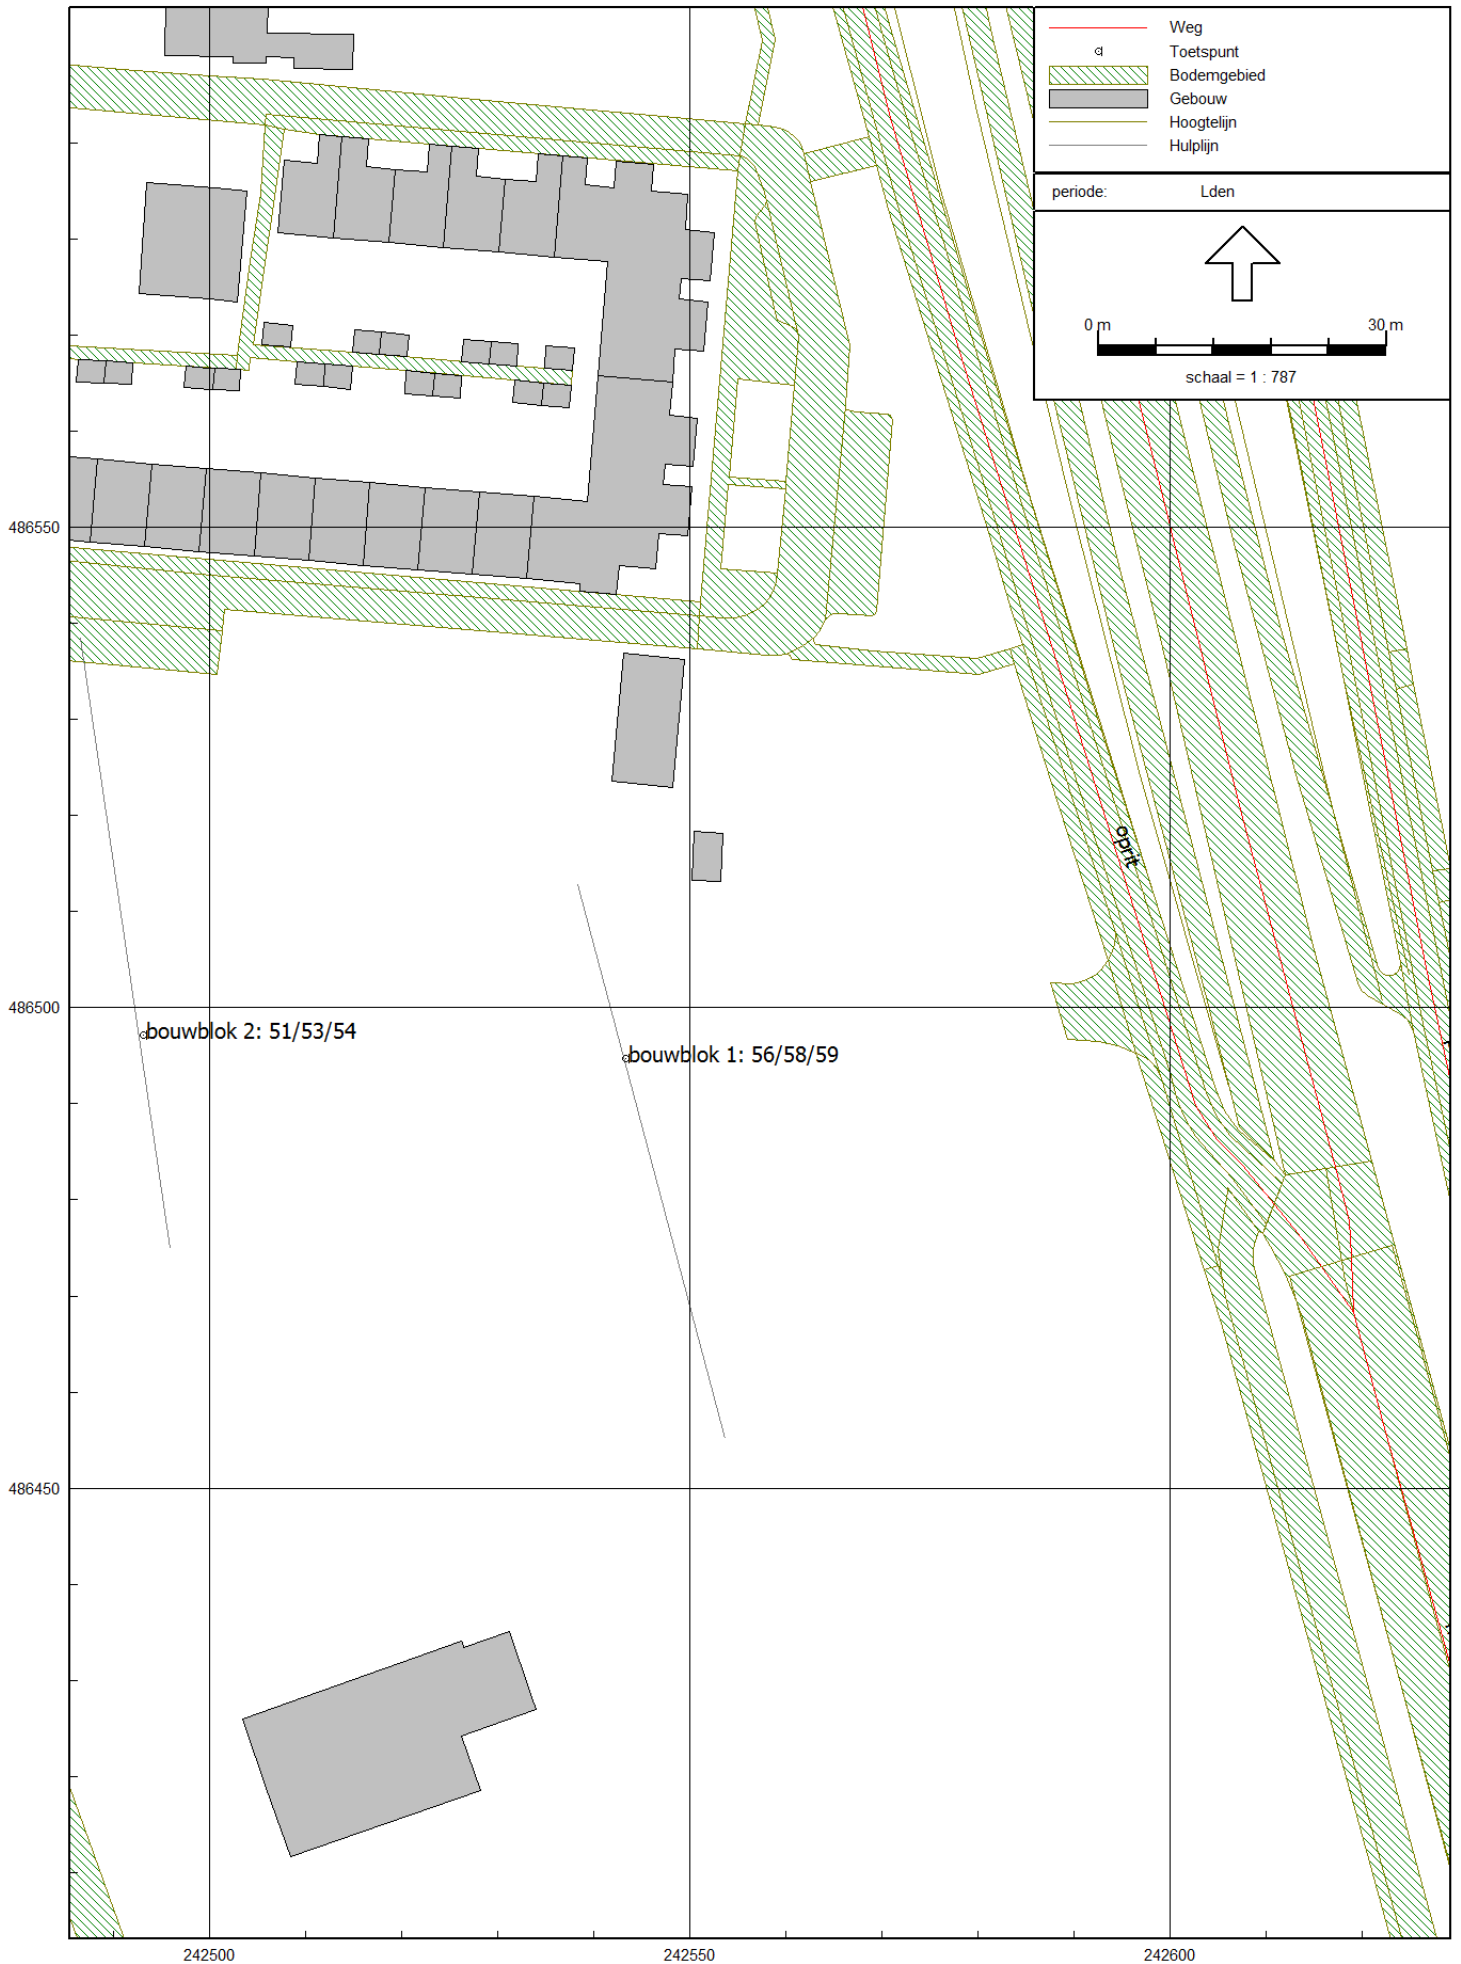 Weg
Toetspunt
Bodemgebied
Gebouw
Hoogtelijn
Hulplijn
periode: Lden
0 m 30 m
schaal = 1 : 787
486550
oprit
486500
bouwblok 2: 51/53/54
bouwblok 1: 56/58/59
486450
242500 242550 242600